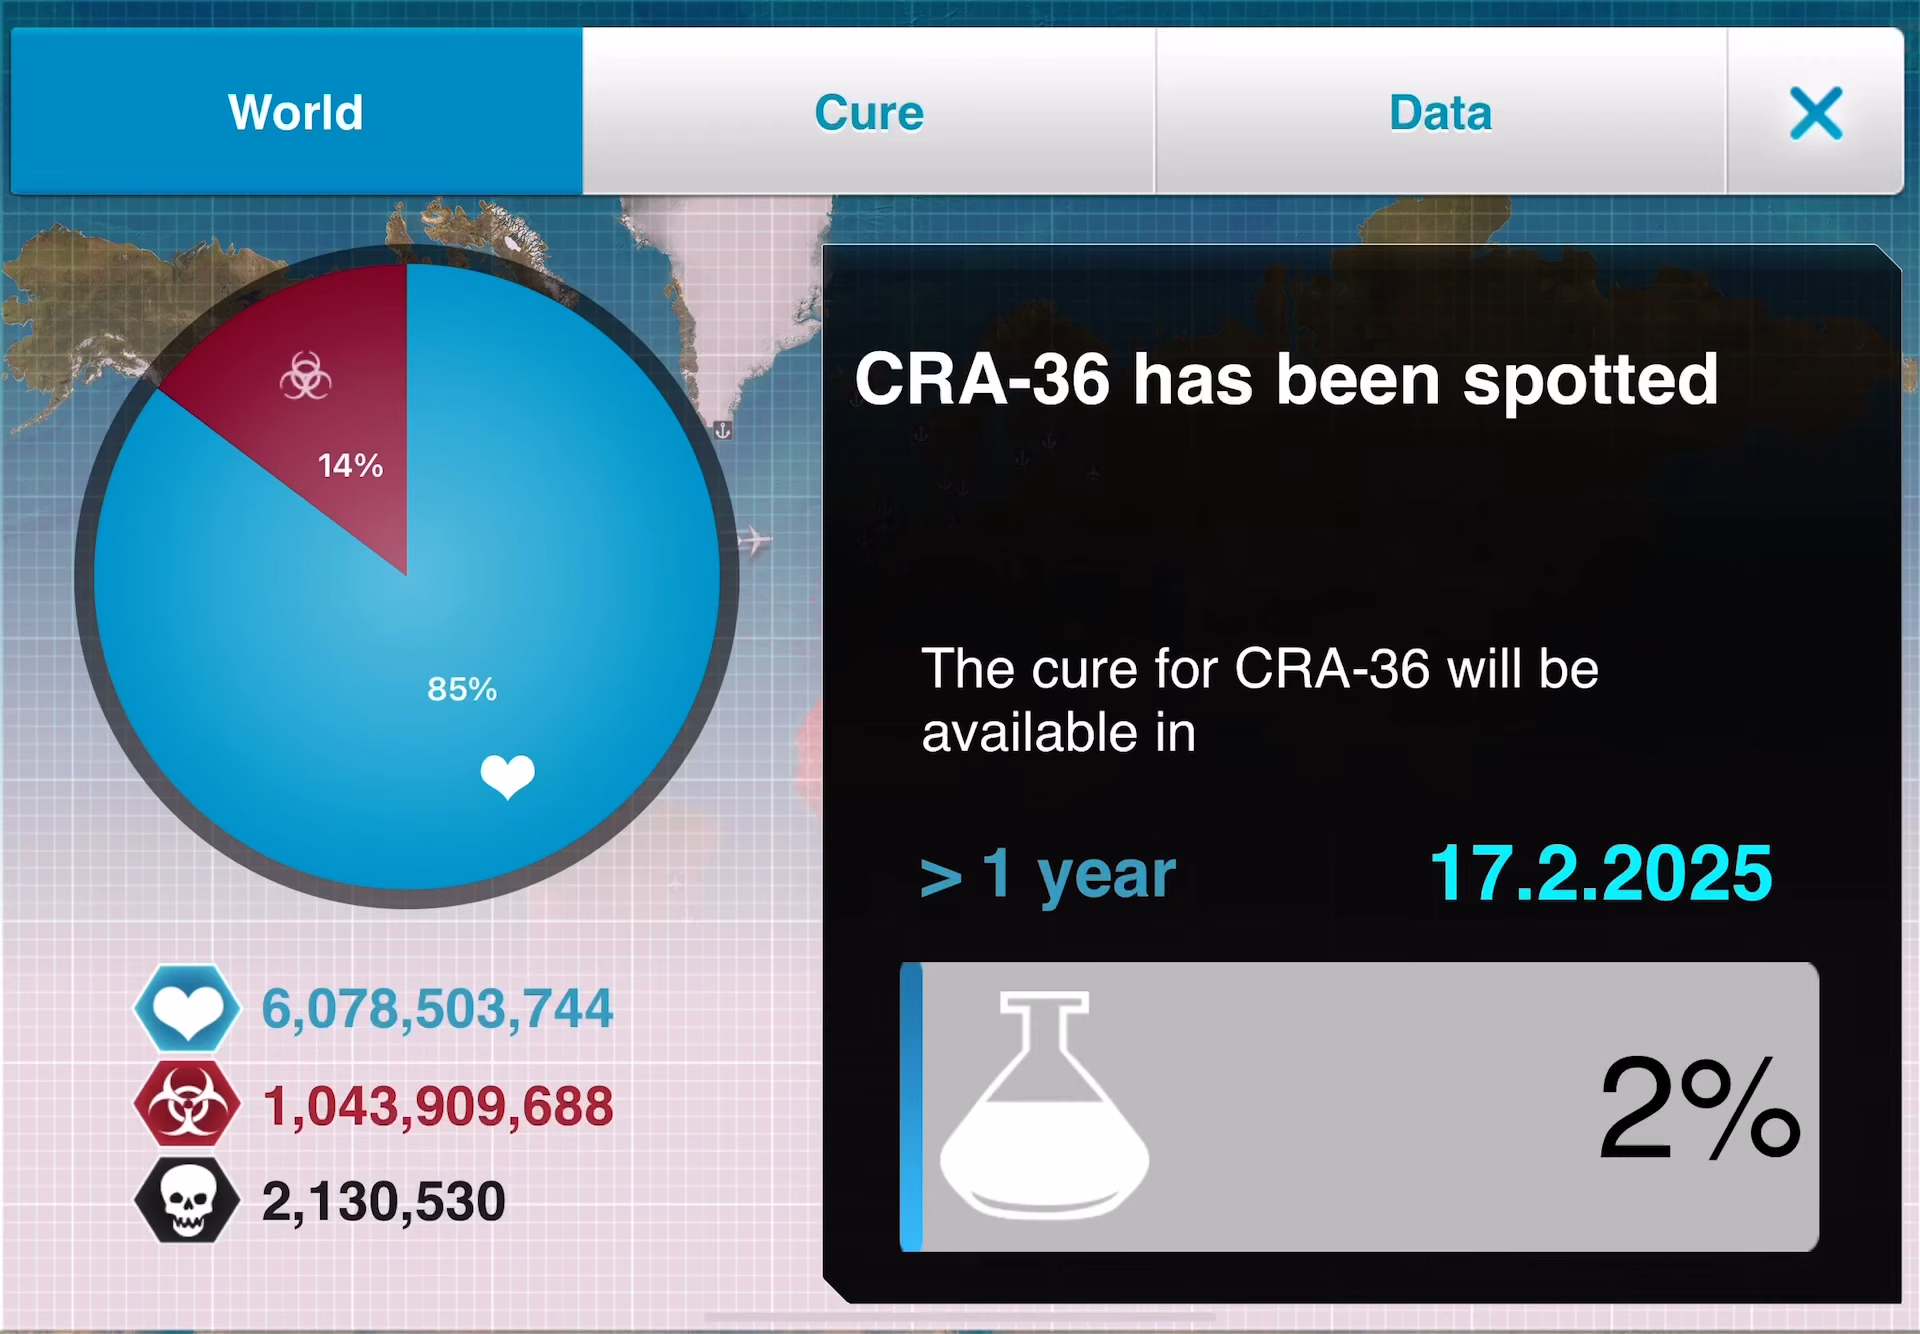 World
Cure
Data
14%
85%
6,078,503,744
1,043,909,688
2,130,530
CRA-36 has been spotted
The cure for CRA-36 will be
available in
> 1 year
17.2.2025
2%